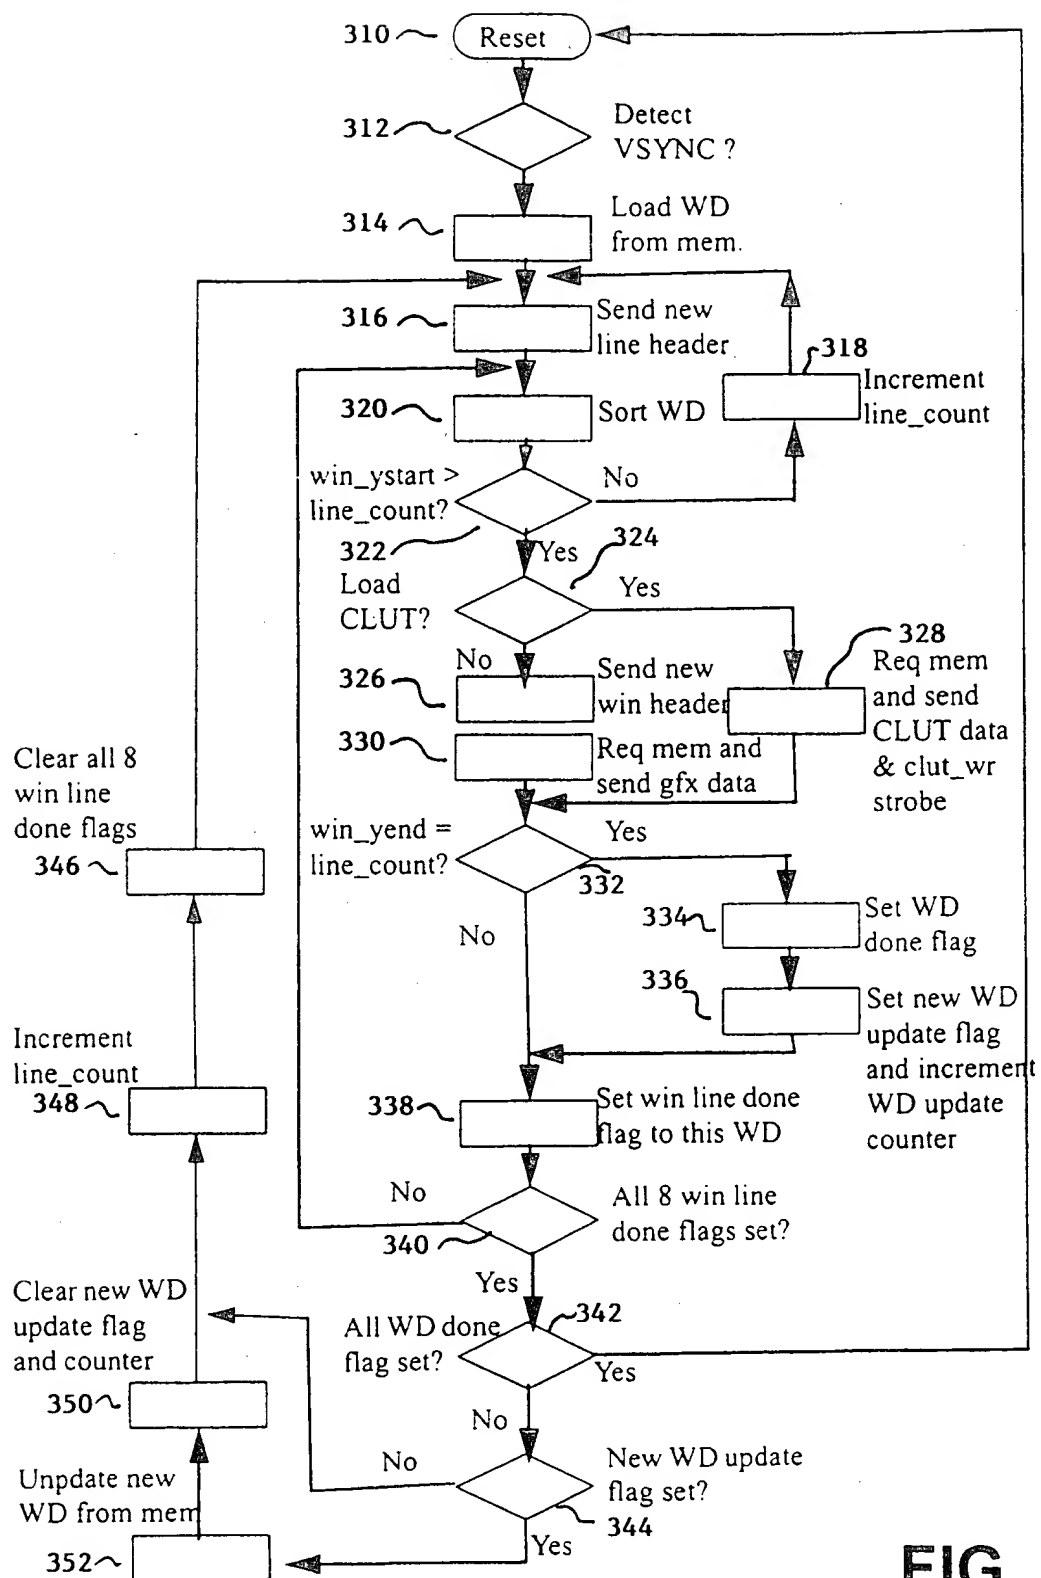 310
Reset
312
Detect
VSYNC ?
314
Load WD
from mem.
316
Send new
line header
318
Increment
line_count
320
Sort WD
win_ystart >
line_count?
No
322
Yes
324
Load
CLUT?
Yes
No
326
Send new
win header
328
Req mem
and send
CLUT data
& clut_wr
strobe
330
Req mem and
send gfx data
Clear all 8
win line
done flags
346
win_yend =
line_count?
Yes
332
No
334
Set WD
done flag
336
Set new WD
update flag
and increment
WD update
counter
Increment
line_count
348
338
Set win line done
flag to this WD
No
340
All 8 win line
done flags set?
Yes
Clear new WD
update flag
and counter
350
342
All WD done
flag set?
Yes
No
No
New WD update
flag set?
344
Unpdate new
WD from mem
352
Yes
FIG